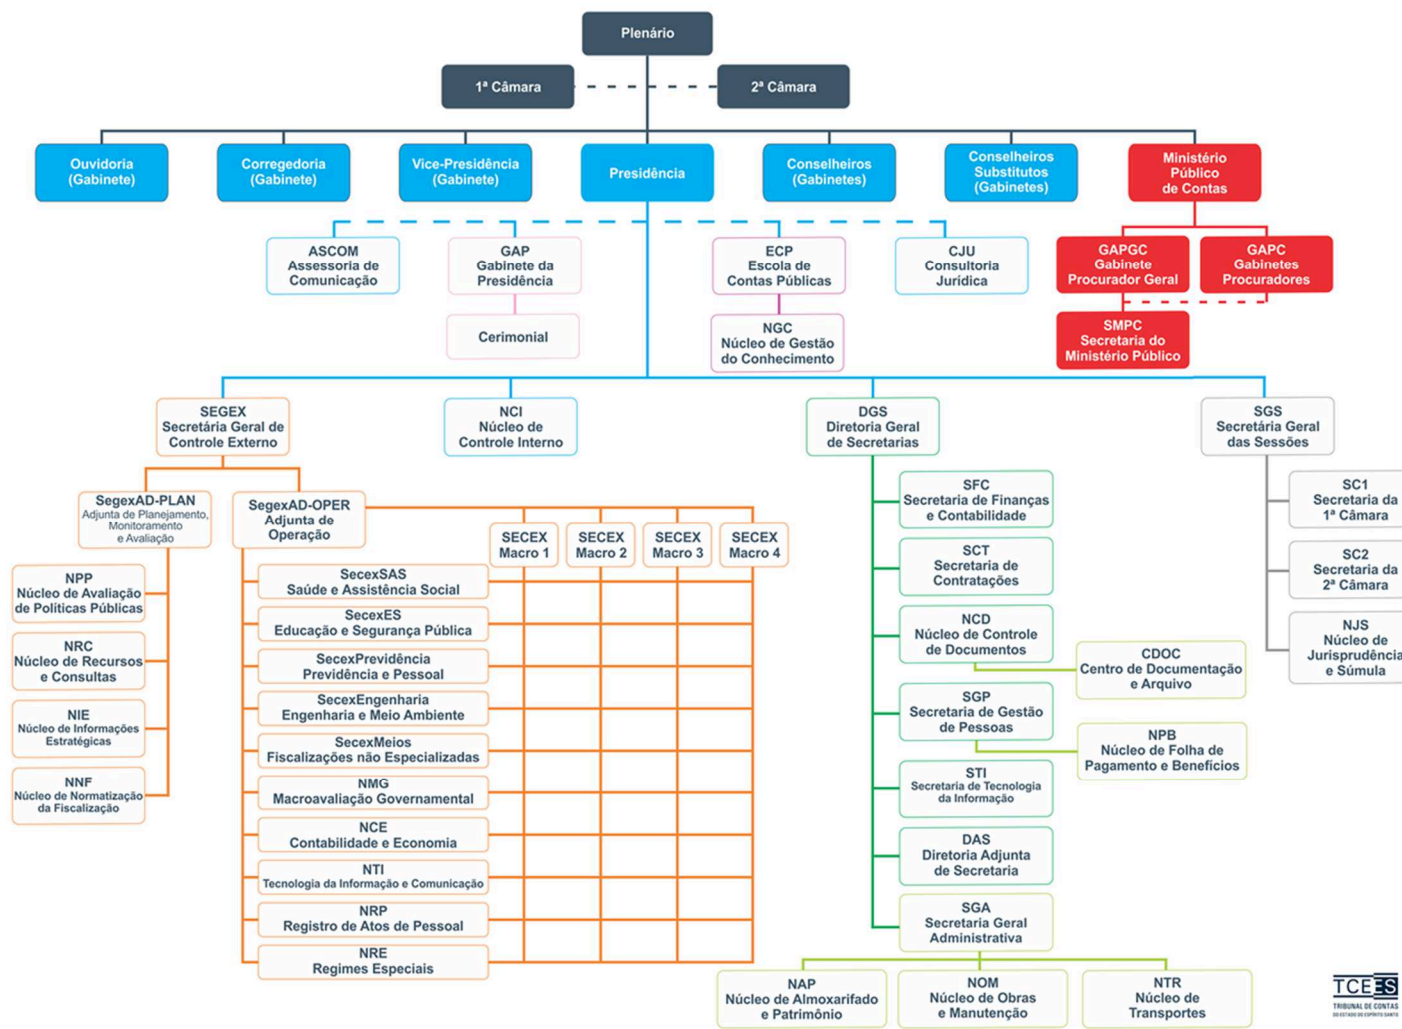 Plenário
1ª Câmara
2ª Câmara
Ouvidoria
(Gabinete)
Corregedoria
(Gabinete)
Vice-Presidência
(Gabinete)
Presidência
Conselheiros
(Gabinetes)
Conselheiros
Substitutos
(Gabinetes)
Ministério
Público
de Contas
ASCOM
Assessoria de
Comunicação
GAP
Gabinete da
Presidência
ECP
Escola de
Contas Públicas
CJU
Consultoria
Jurídica
GAPGC
Gabinete
Procurador Geral
GAPC
Gabinetes
Procuradores
Cerimonial
NGC
Núcleo de Gestão
do Conhecimento
SMPC
Secretaria do
Ministério Público
SEGEX
Secretária Geral de
Controle Externo
NCI
Núcleo de
Controle Interno
DGS
Diretoria Geral
de Secretarias
SGS
Secretária Geral
das Sessões
SegexAD-PLAN
Adjunta de Planejamento,
Monitoramento
e Avaliação
SegexAD-OPER
Adjunta de
Operação
SECEX
Macro 1
SECEX
Macro 2
SECEX
Macro 3
SECEX
Macro 4
NPP
Núcleo de Avaliação
de Políticas Públicas
NRC
Núcleo de Recursos
e Consultas
NIE
Núcleo de Informações
Estratégicas
NNF
Núcleo de Normatização
da Fiscalização
SecexSAS
Saúde e Assistência Social
SecexES
Educação e Segurança Pública
SecexPrevidência
Previdência e Pessoal
SecexEngenharia
Engenharia e Meio Ambiente
SecexMeios
Fiscalizações não Especializadas
NMG
Macroavaliação Governamental
NCE
Contabilidade e Economia
NTI
Tecnologia da Informação e Comunicação
NRP
Registro de Atos de Pessoal
NRE
Regimes Especiais
SFC
Secretaria de Finanças
e Contabilidade
SCT
Secretaria de
Contratações
NCD
Núcleo de Controle
de Documentos
CDOC
Centro de Documentação
e Arquivo
SGP
Secretaria de Gestão
de Pessoas
NPB
Núcleo de Folha de
Pagamento e Benefícios
STI
Secretaria de Tecnologia
da Informação
DAS
Diretoria Adjunta
de Secretaria
SGA
Secretaria Geral
Administrativa
NAP
Núcleo de Almoxarifado
e Patrimônio
NOM
Núcleo de Obras
e Manutenção
NTR
Núcleo de
Transportes
SC1
Secretaria da
1ª Câmara
SC2
Secretaria da
2ª Câmara
NJS
Núcleo de
Jurisprudência
e Súmula
TCEES
TRIBUNAL DE CONTAS
DO ESTADO DO ESPÍRITO SANTO